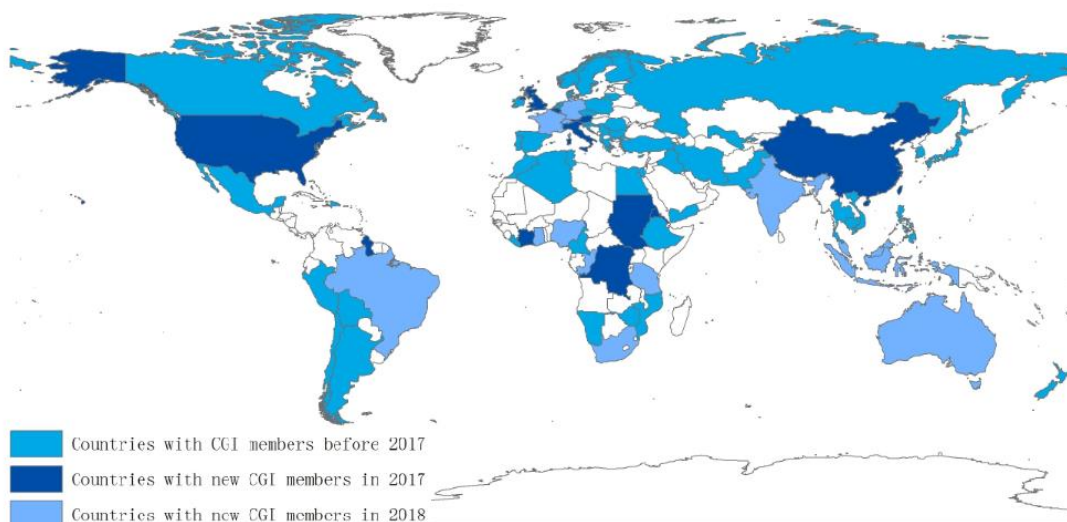 Countries with CGI members before 2017
Countries with new CGI members in 2017
Countries with new CGI members in 2018